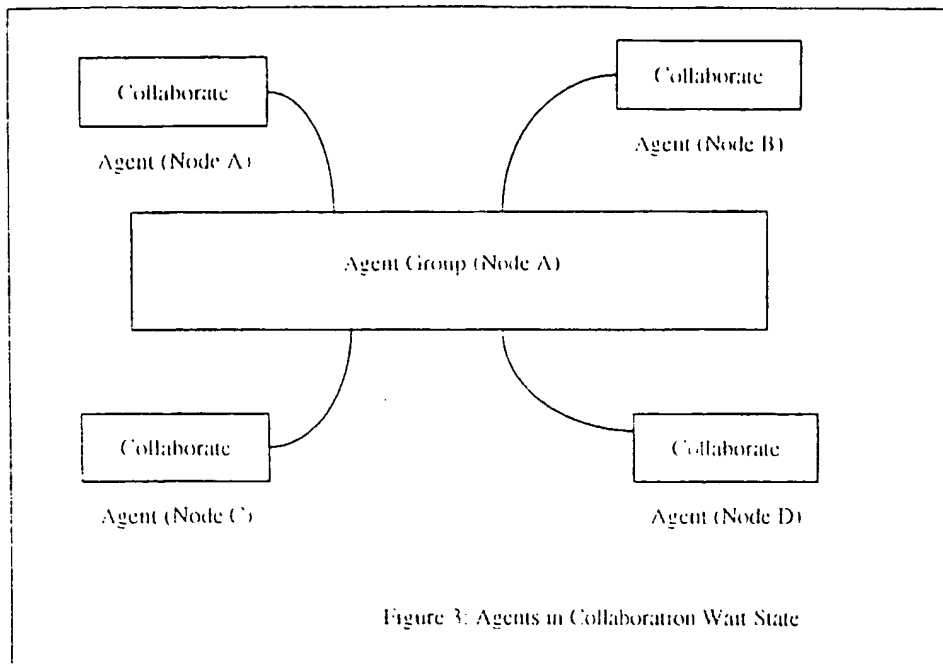 Collaborate
Agent (Node A)
Collaborate
Agent (Node B)
Agent Group (Node A)
Collaborate
Agent (Node C)
Collaborate
Agent (Node D)
Figure 3: Agents in Collaboration Wait State